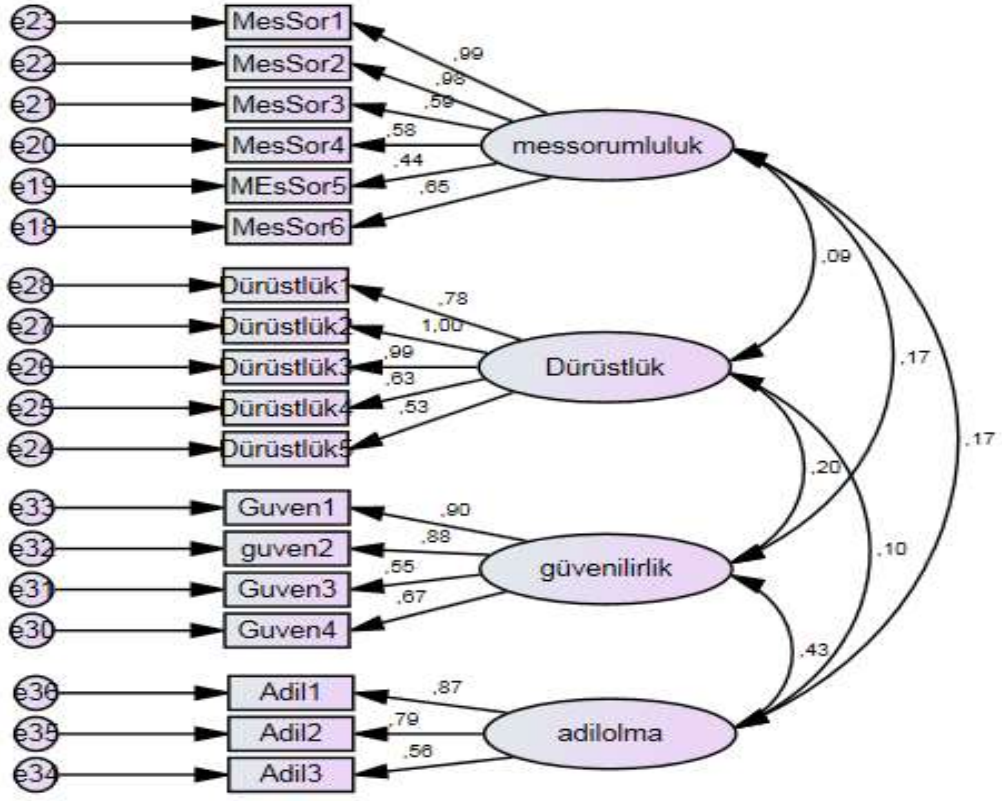 e23 MesSor1
,99
e22 MesSor2
,98
e21 MesSor3
,59
e20 MesSor4
,58
messorumluluk
e19 MEsSor5
,44
e18 MesSor6
,65
,09
e28 Dürüstlük1
,78
e27 Dürüstlük2
1,00
e26 Dürüstlük3
,99
Dürüstlük
,17
e25 Dürüstlük4
,63
e24 Dürüstlük5
,53
,17
,20
e33 Guven1
,90
e32 guven2
,88
güvenilirlik
,10
e31 Guven3
,55
e30 Guven4
,67
,43
e36 Adil1
,87
e35 Adil2
,79
adilolma
e34 Adil3
,56